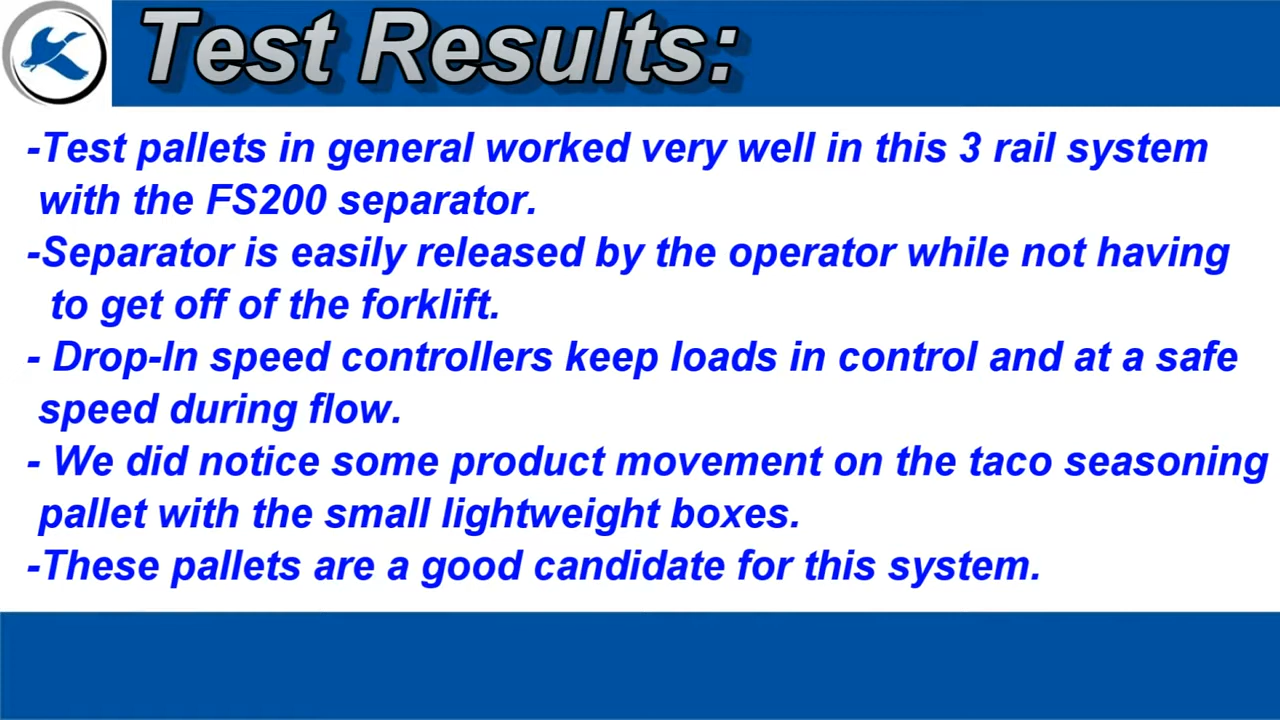 Test Results:
-Test pallets in general worked very well in this 3 rail system
with the FS200 separator.
-Separator is easily released by the operator while not having
to get off of the forklift.
- Drop-In speed controllers keep loads in control and at a safe
speed during flow.
- We did notice some product movement on the taco seasoning
pallet with the small lightweight boxes.
-These pallets are a good candidate for this system.